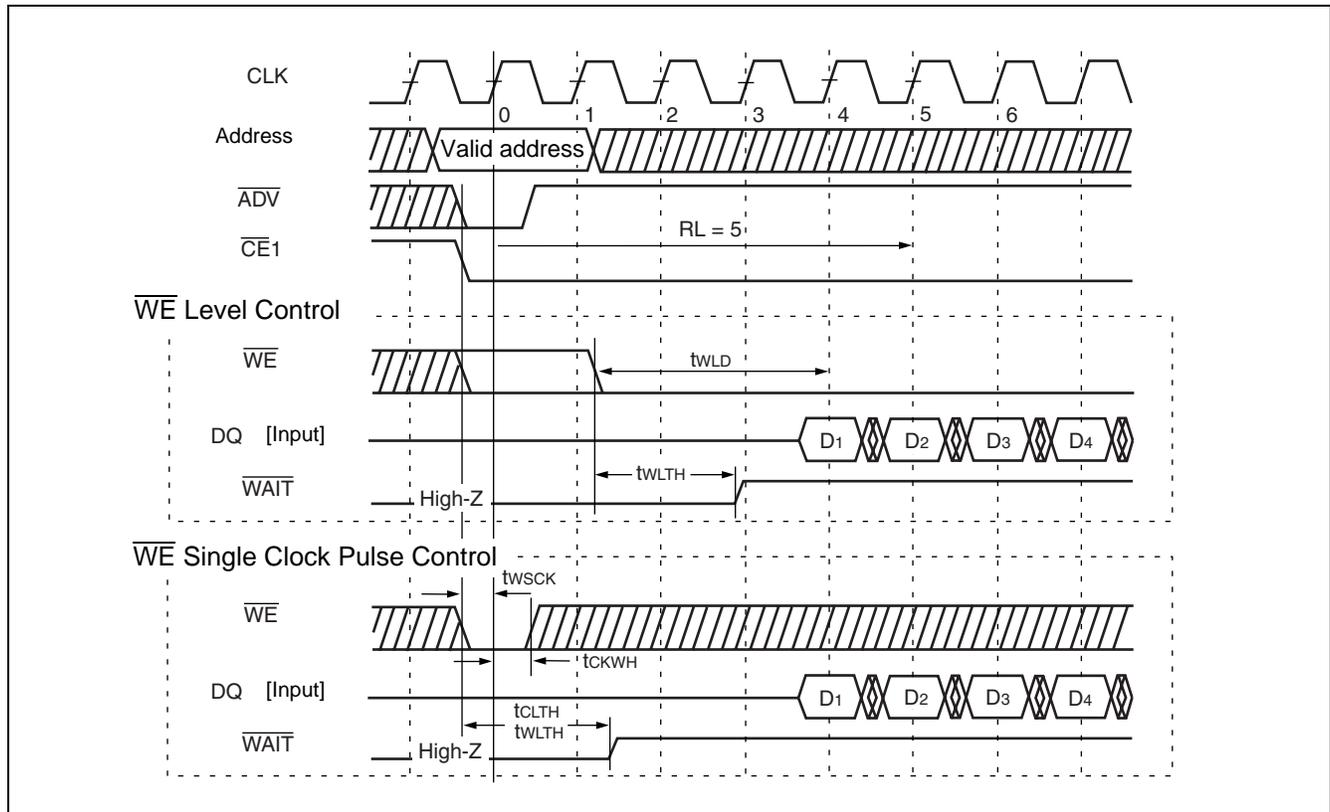 CLK
0 1 2 3 4 5 6
Address
Valid address
ADV
RL = 5
CE1
WE Level Control
WE
tWLD
DQ [Input]
D1 D2 D3 D4
tWLTH
WAIT
High-Z
WE Single Clock Pulse Control
tWSCK
WE
tCKWH
DQ [Input]
D1 D2 D3 D4
tCLTH
tWLTH
WAIT
High-Z